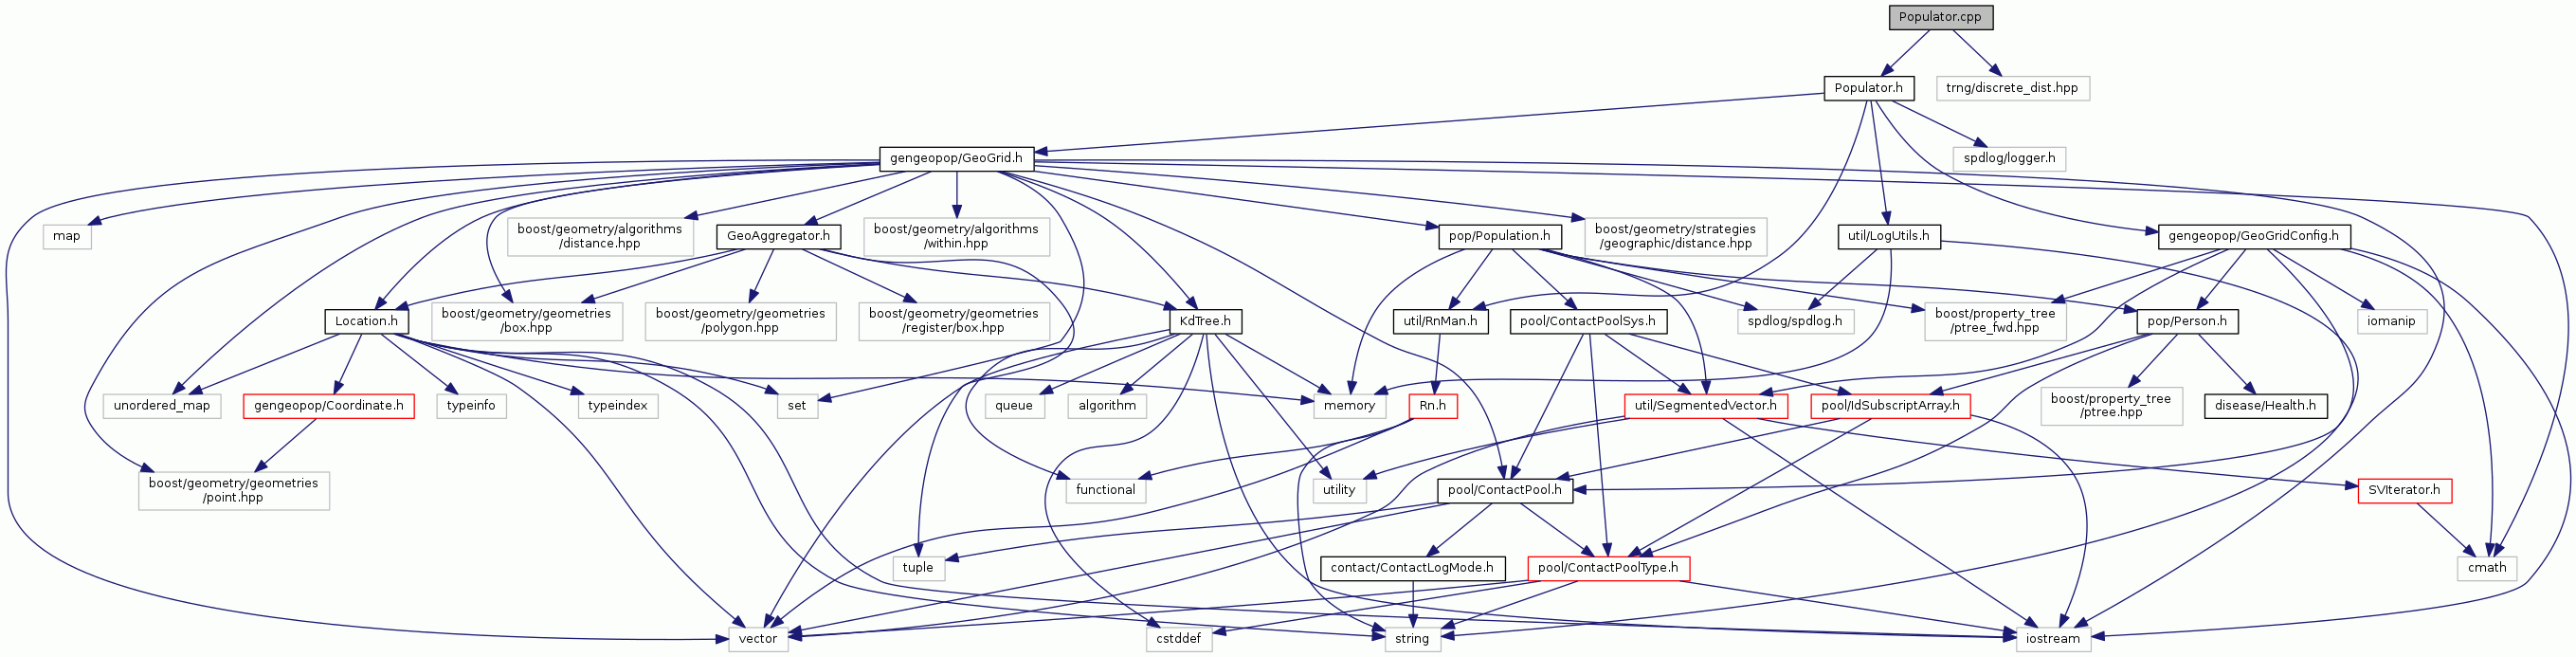 Populator.cpp
Populator.h
trng/discrete_dist.hpp
gengeopop/GeoGrid.h
spdlog/logger.h
map
boost/geometry/algorithms
/distance.hpp
GeoAggregator.h
boost/geometry/algorithms
/within.hpp
pop/Population.h
boost/geometry/strategies
/geographic/distance.hpp
util/LogUtils.h
gengeopop/GeoGridConfig.h
Location.h
boost/geometry/geometries
/box.hpp
boost/geometry/geometries
/polygon.hpp
boost/geometry/geometries
/register/box.hpp
KdTree.h
util/RnMan.h
pool/ContactPoolSys.h
spdlog/spdlog.h
boost/property_tree
/ptree_fwd.hpp
pop/Person.h
iomanip
unordered_map
gengeopop/Coordinate.h
typeinfo
typeindex
set
queue
algorithm
memory
Rn.h
util/SegmentedVector.h
pool/IdSubscriptArray.h
boost/property_tree
/ptree.hpp
disease/Health.h
boost/geometry/geometries
/point.hpp
functional
utility
pool/ContactPool.h
SVIterator.h
tuple
contact/ContactLogMode.h
pool/ContactPoolType.h
cmath
vector
cstddef
string
iostream